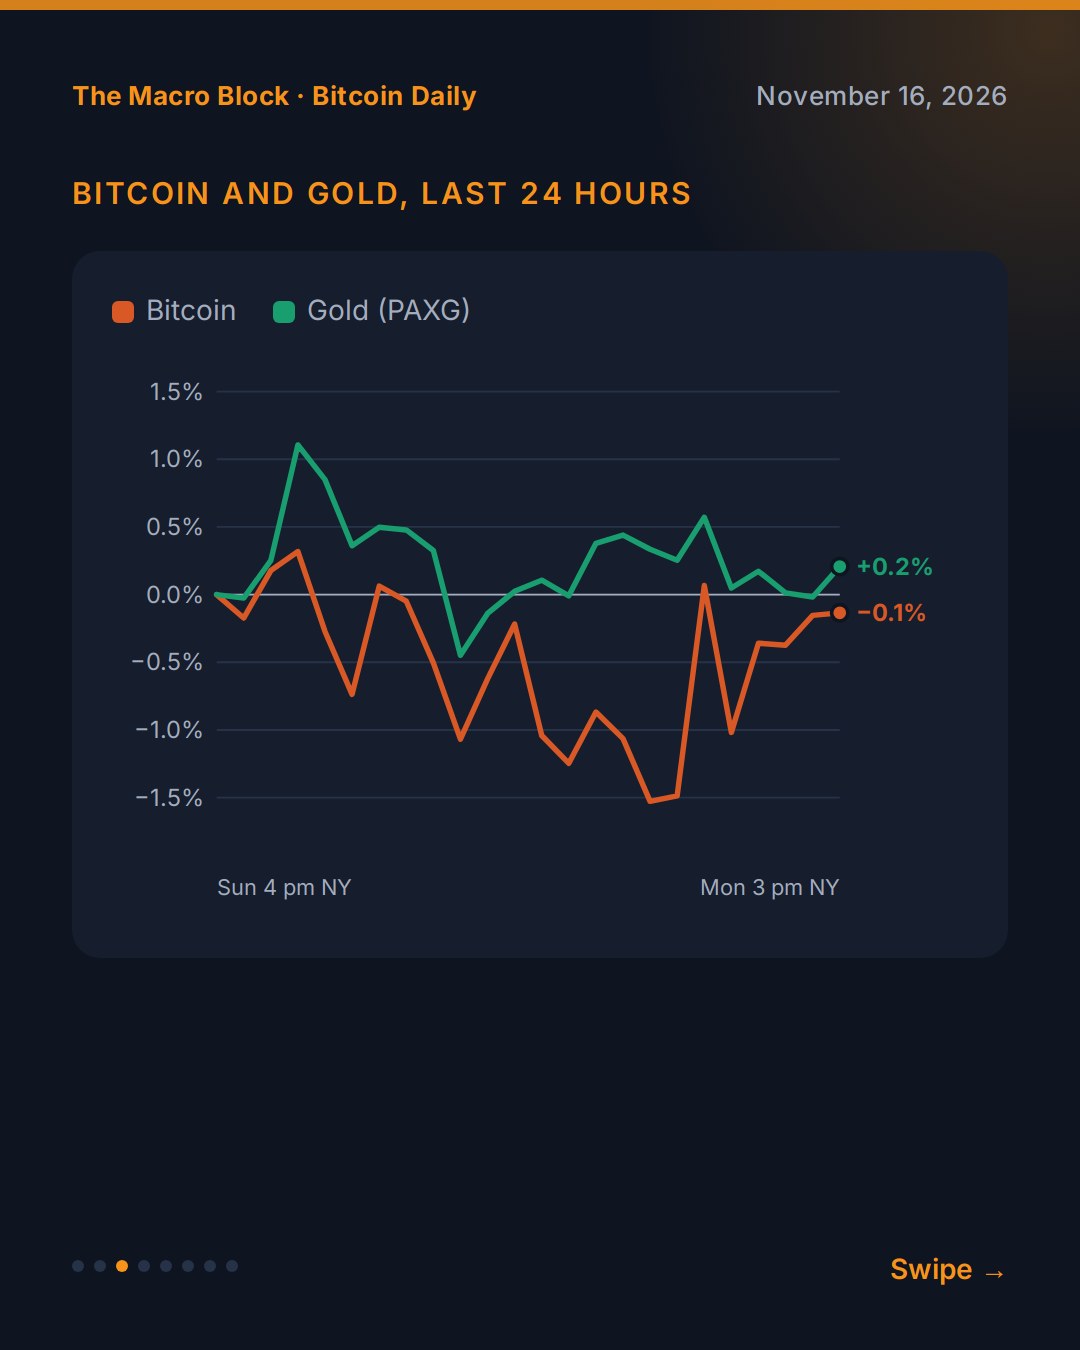 The Macro Block · Bitcoin Daily
November 16, 2026
BITCOIN AND GOLD, LAST 24 HOURS
Bitcoin
Gold (PAXG)
1.5%
1.0%
0.5%
0.0%
−0.5%
−1.0%
−1.5%
+0.2%
−0.1%
Sun 4 pm NY
Mon 3 pm NY
Swipe →